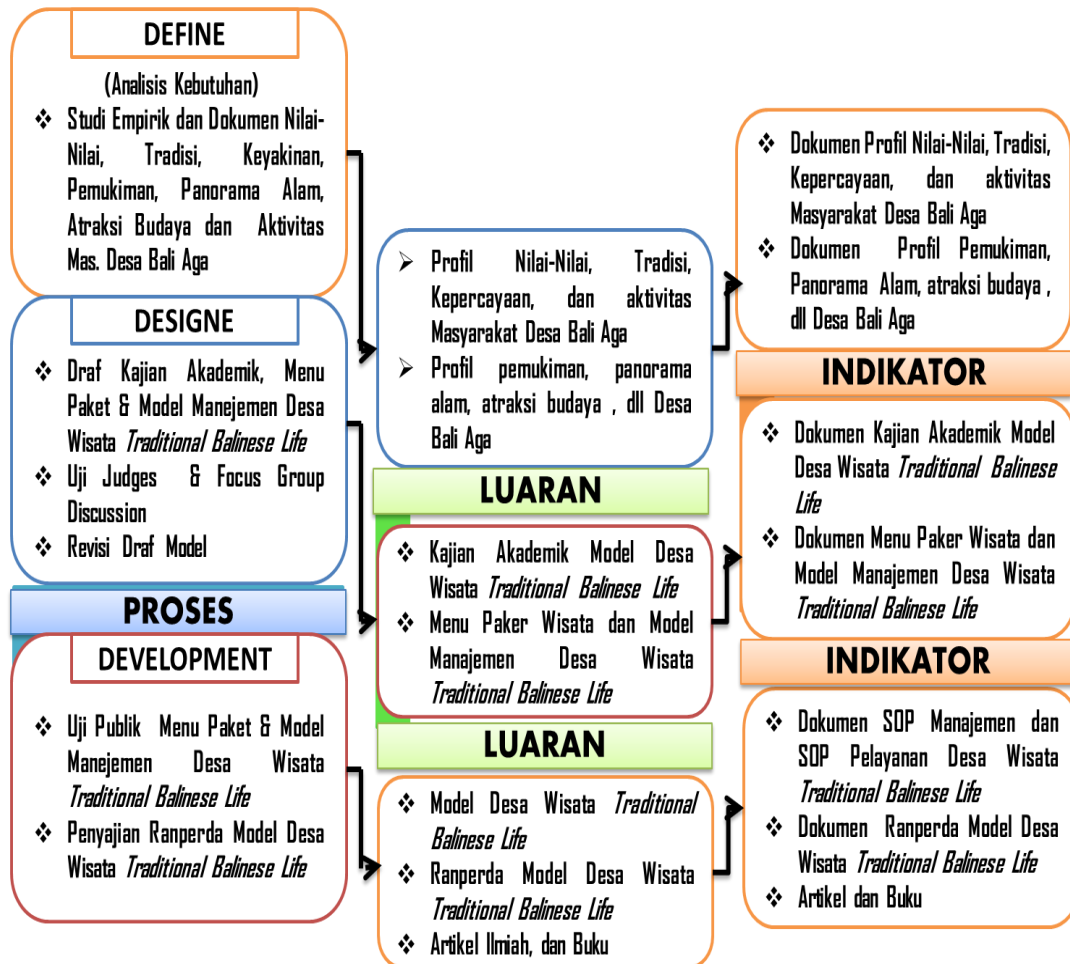 DEFINE
(Analisis Kebutuhan)
❖ Studi Empirik dan Dokumen Nilai-
Nilai, Tradisi, Keyakinan,
Pemukiman, Panorama Alam,
Atraksi Budaya dan Aktivitas
Mas. Desa Bali Aga
DESIGNE
❖ Draf Kajian Akademik, Menu
Paket & Model Manejemen Desa
Wisata Traditional Balinese Life
❖ Uji Judges & Focus Group
Discussion
❖ Revisi Draf Model
PROSES
DEVELOPMENT
❖ Uji Publik Menu Paket & Model
Manejemen Desa Wisata
Traditional Balinese Life
❖ Penyajian Ranperda Model Desa
Wisata Traditional Balinese Life
➢ Profil Nilai-Nilai, Tradisi,
Kepercayaan, dan aktivitas
Masyarakat Desa Bali Aga
➢ Profil pemukiman, panorama
alam, atraksi budaya , dll Desa
Bali Aga
LUARAN
❖ Kajian Akademik Model Desa
Wisata Traditional Balinese Life
❖ Menu Paker Wisata dan Model
Manajemen Desa Wisata
Traditional Balinese Life
LUARAN
❖ Model Desa Wisata Traditional
Balinese Life
❖ Ranperda Model Desa Wisata
Traditional Balinese Life
❖ Artikel Ilmiah, dan Buku
❖ Dokumen Profil Nilai-Nilai, Tradisi,
Kepercayaan, dan aktivitas
Masyarakat Desa Bali Aga
❖ Dokumen Profil Pemukiman,
Panorama Alam, atraksi budaya ,
dll Desa Bali Aga
INDIKATOR
❖ Dokumen Kajian Akademik Model
Desa Wisata Traditional Balinese
Life
❖ Dokumen Menu Paker Wisata dan
Model Manajemen Desa Wisata
Traditional Balinese Life
INDIKATOR
❖ Dokumen SOP Manajemen dan
SOP Pelayanan Desa Wisata
Traditional Balinese Life
❖ Dokumen Ranperda Model Desa
Wisata Traditional Balinese Life
❖ Artikel dan Buku